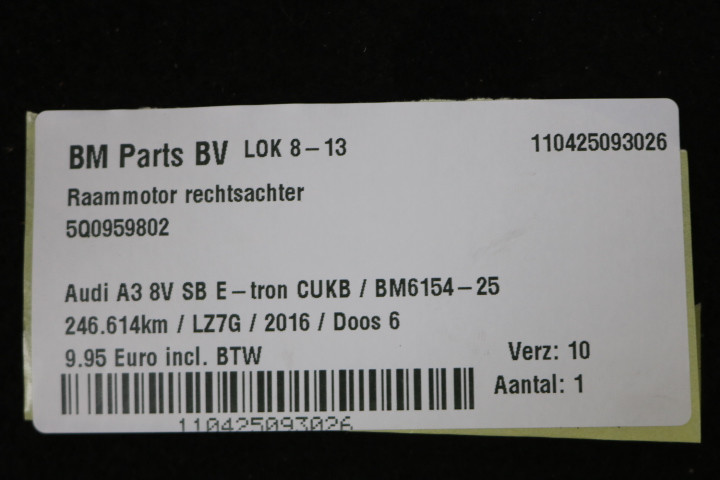 BM Parts BV LOK 8-13 110425093026
Raammotor rechtsachter
5Q0959802
Audi A3 8V SB E-tron CUKB / BM6154-25
246.614km / LZ7G / 2016 / Doos 6
9.95 Euro incl. BTW Verz: 10
Aantal: 1
110425093026